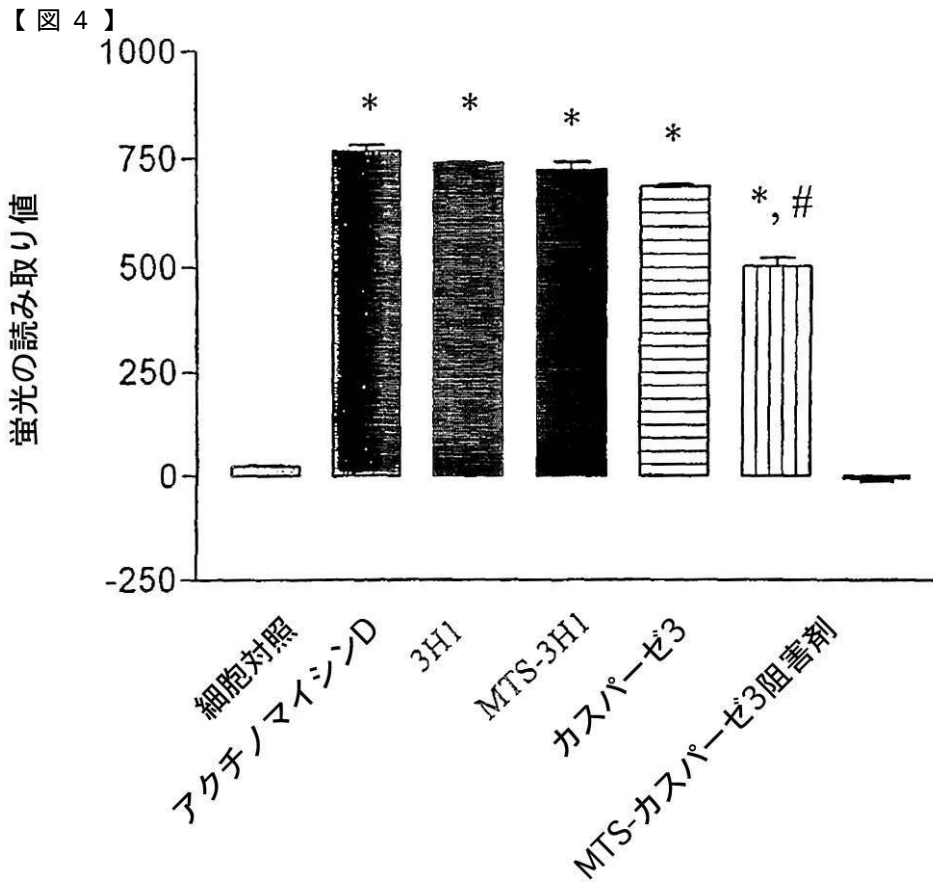 【図4】
1000
750
500
250
0
-250
蛍光の読み取り値
*
*
*
*
*, #
細胞対照
アクチノマイシンD
3H1
MTS-3H1
カスパーゼ3
MTS-カスパーゼ3阻害剤